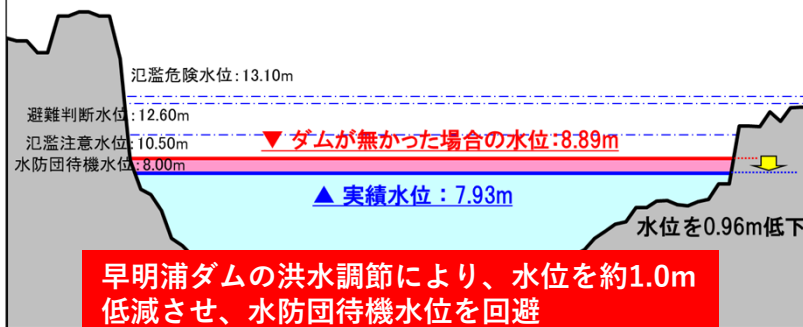 氾濫危険水位:13.10m
避難判断水位:12.60m
氾濫注意水位:10.50m
▼ ダムが無かった場合の水位:8.89m
水防団待機水位:8.00m
▲ 実績水位：7.93m
水位を0.96m低下
早明浦ダムの洪水調節により、水位を約1.0m
低減させ、水防団待機水位を回避